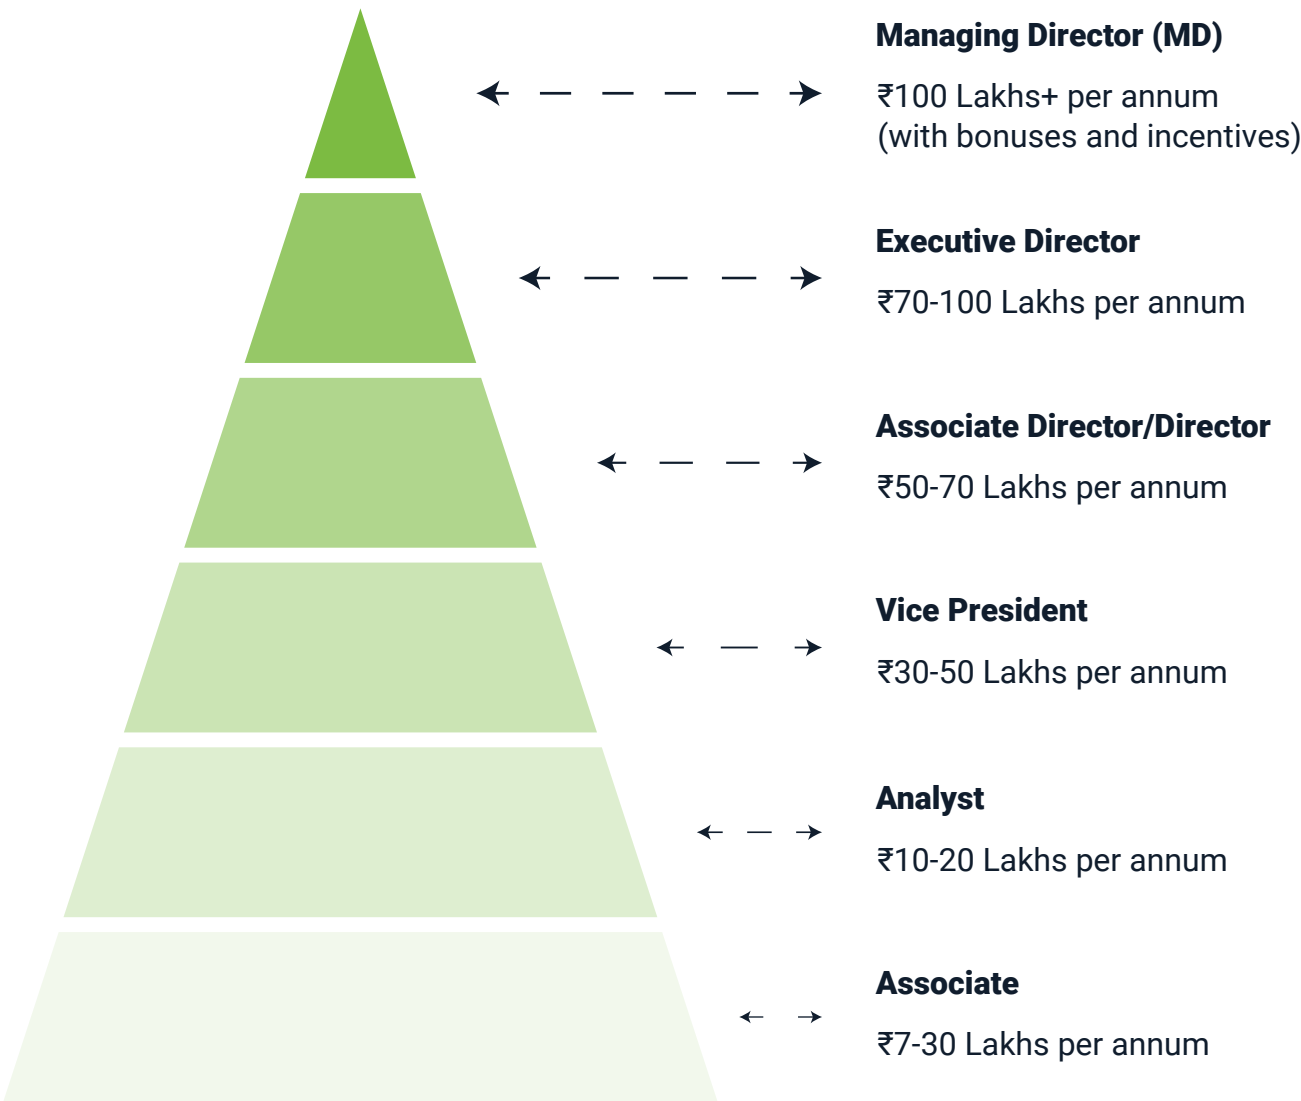 Managing Director (MD)
₹100 Lakhs+ per annum
(with bonuses and incentives)
Executive Director
₹70-100 Lakhs per annum
Associate Director/Director
₹50-70 Lakhs per annum
Vice President
₹30-50 Lakhs per annum
Analyst
₹10-20 Lakhs per annum
Associate
₹7-30 Lakhs per annum